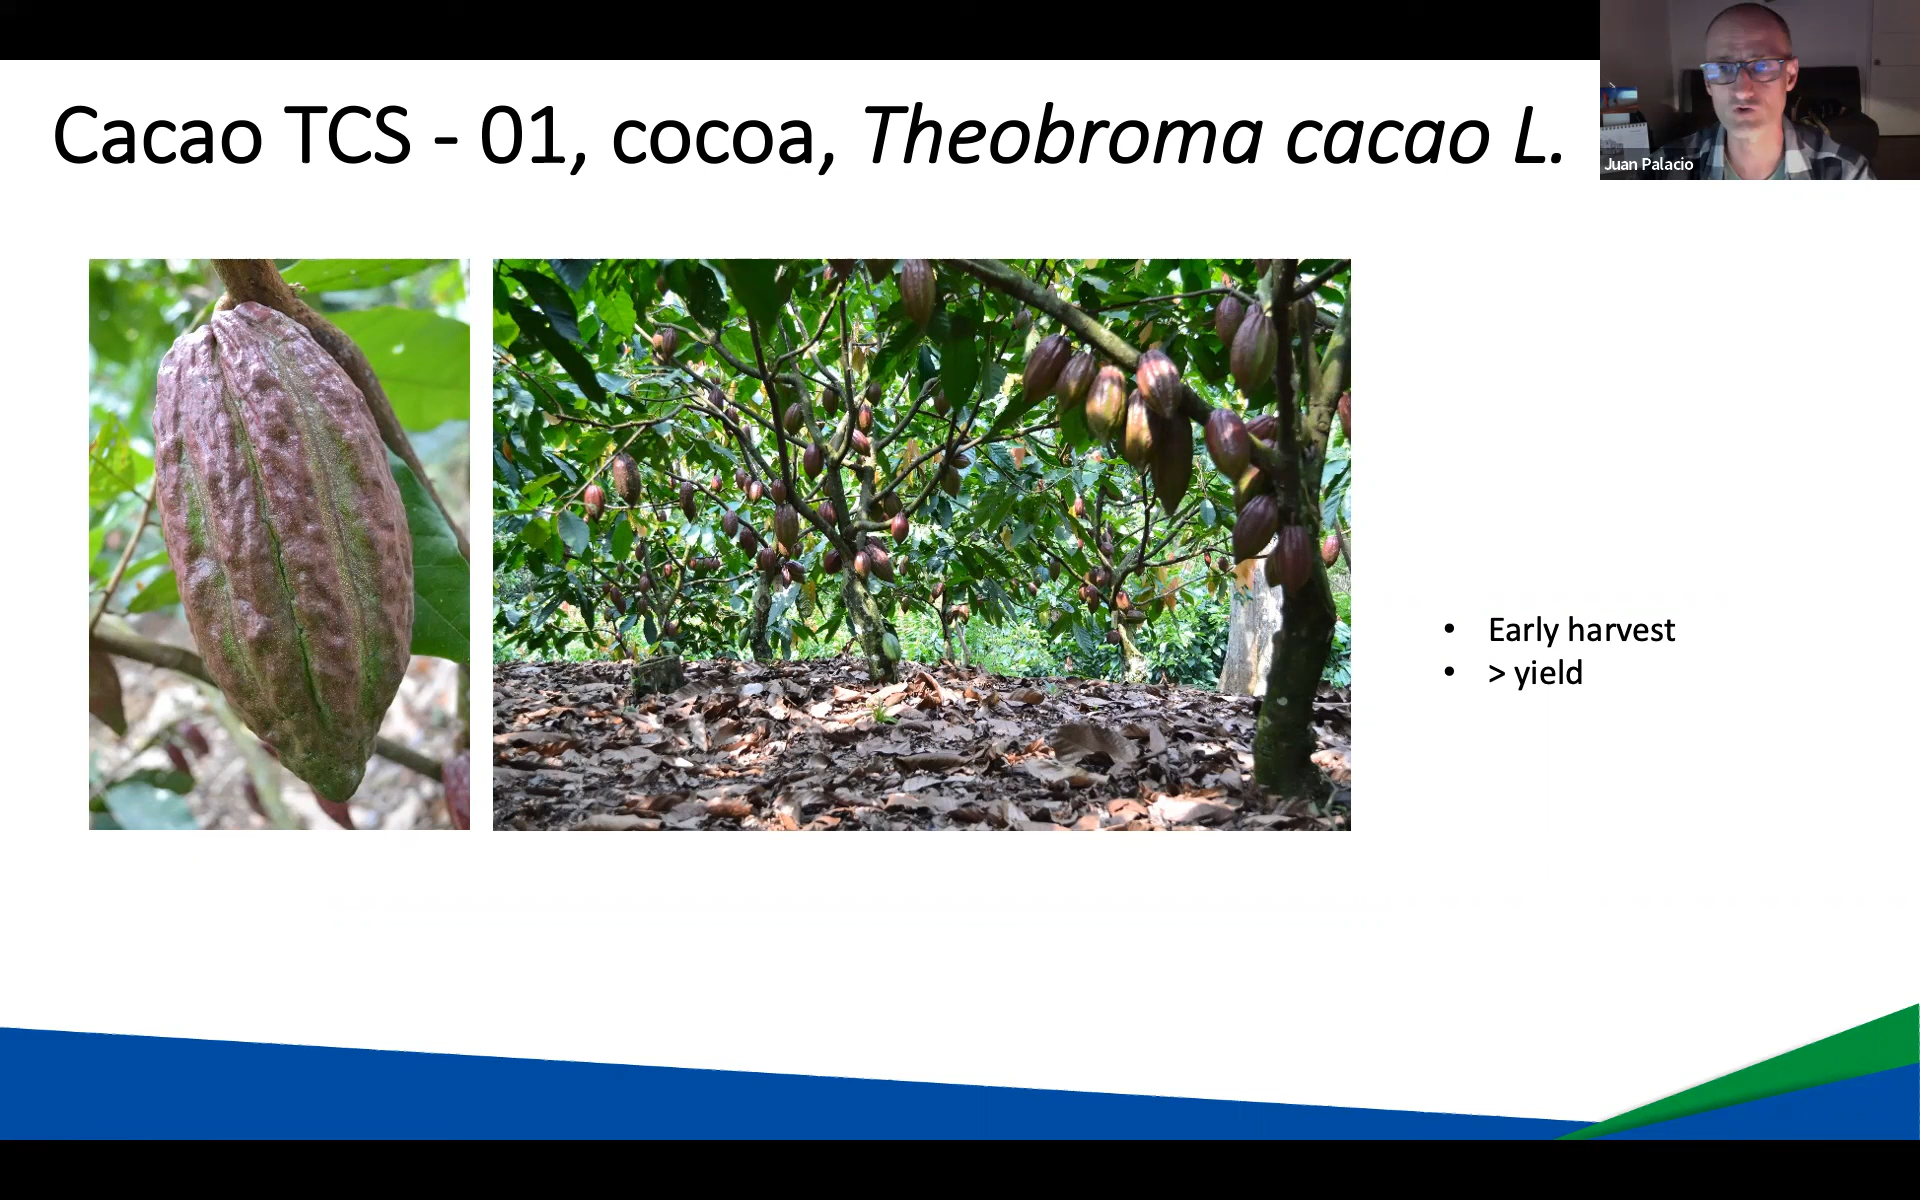 Cacao TCS - 01, cocoa, Theobroma cacao L.
Juan Palacio
• Early harvest
• > yield